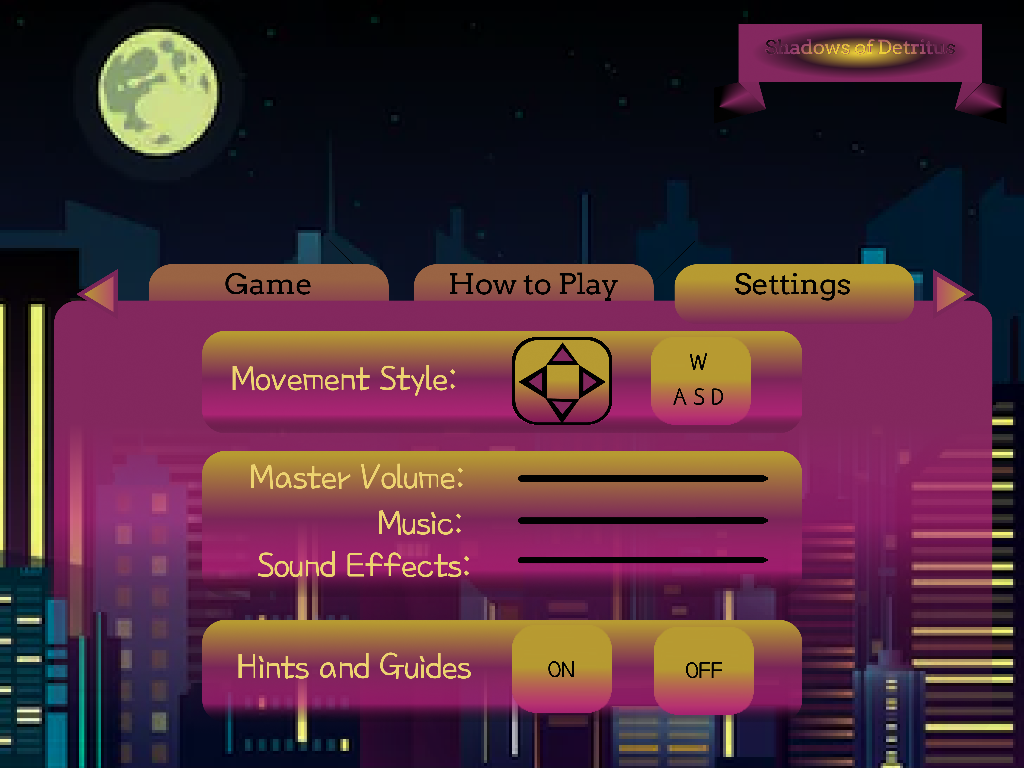 Shadows of Detritus
Game
How to Play
Settings
Movement Style:
W
A S D
Master Volume:
Music:
Sound Effects:
Hints and Guides
ON
OFF